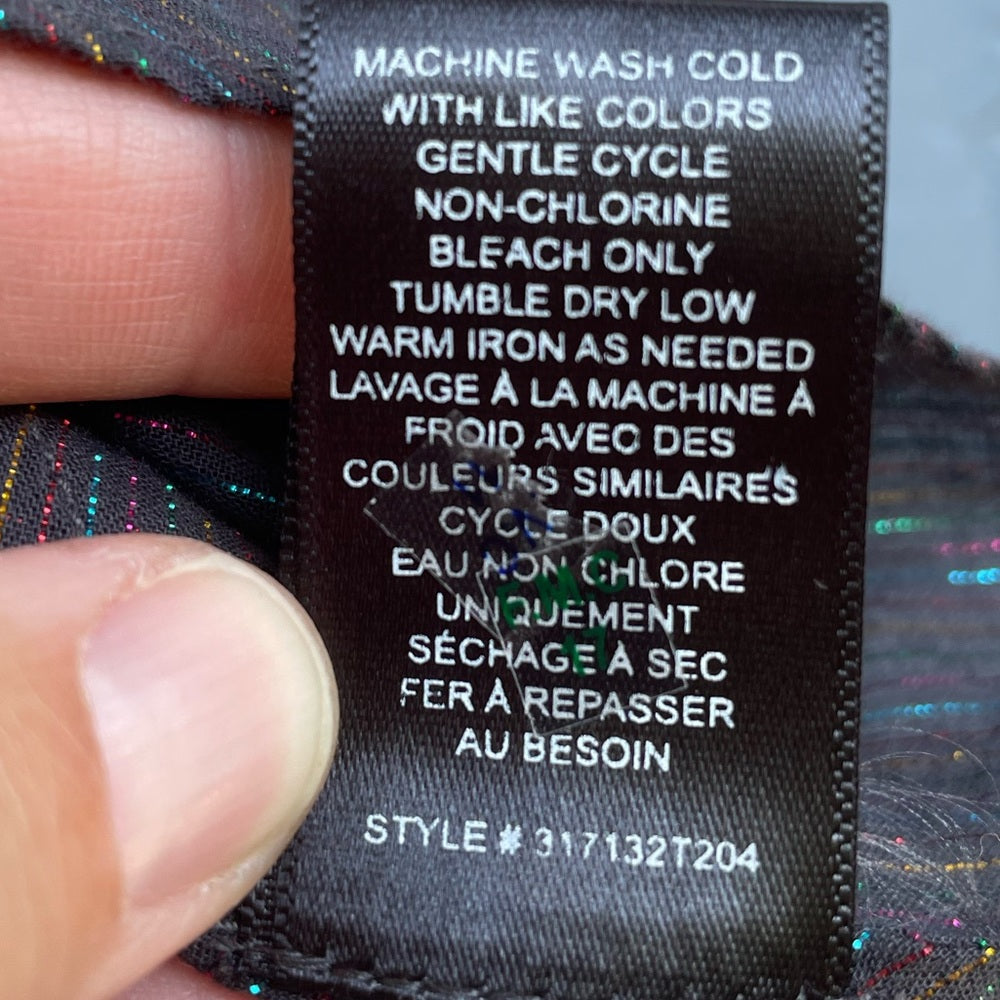 MACHINE WASH COLD
WITH LIKE COLORS
GENTLE CYCLE
NON-CHLORINE
BLEACH ONLY
TUMBLE DRY LOW
WARM IRON AS NEEDED
LAVAGE À LA MACHINE À
FROID AVEC DES
COULEURS SIMILAIRES
CYCLE DOUX
EAU NON CHLORE
UNIQUEMENT
SÉCHAGE À SEC
FER À REPASSER
AU BESOIN
STYLE # 317132T204